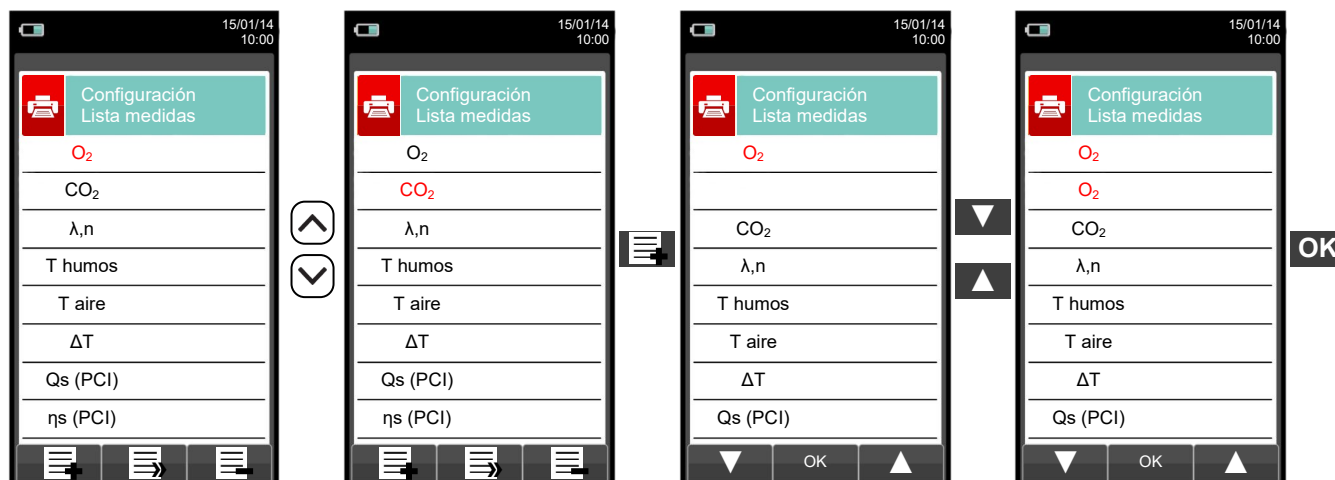 15/01/14
10:00
Configuración
Lista medidas
O₂
CO₂
λ,n
T humos
T aire
ΔT
Qs (PCI)
ηs (PCI)
15/01/14
10:00
Configuración
Lista medidas
O₂
CO₂
λ,n
T humos
T aire
ΔT
Qs (PCI)
ηs (PCI)
15/01/14
10:00
Configuración
Lista medidas
O₂
CO₂
λ,n
T humos
T aire
ΔT
Qs (PCI)
OK
15/01/14
10:00
Configuración
Lista medidas
O₂
O₂
CO₂
λ,n
T humos
T aire
ΔT
Qs (PCI)
OK
OK